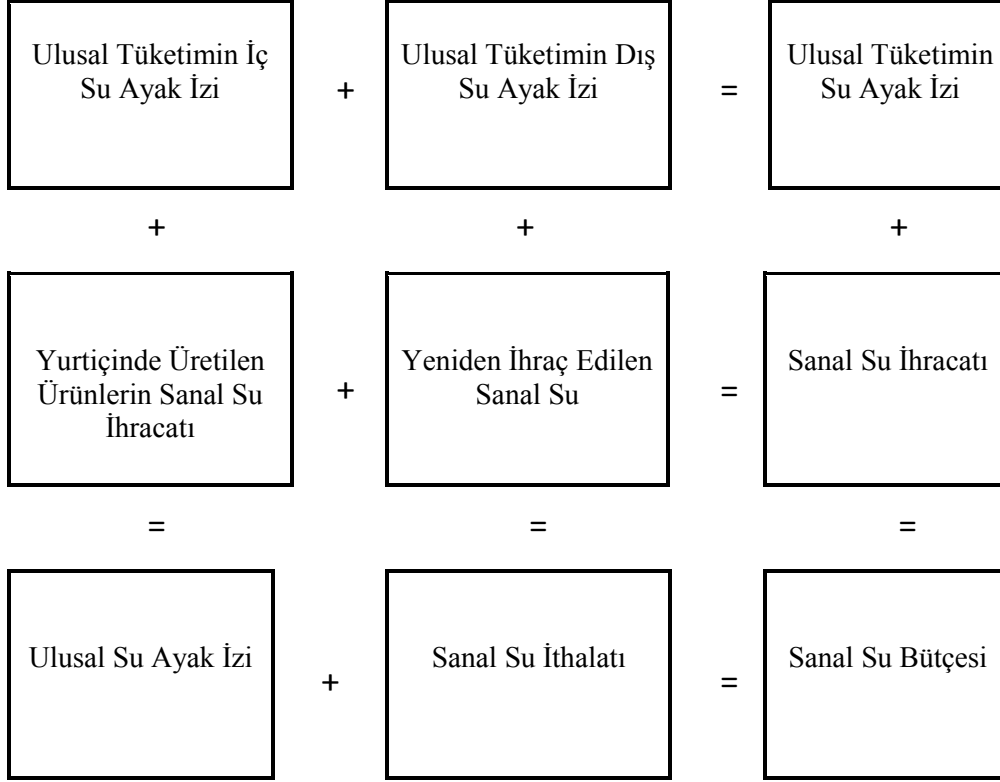 Ulusal Tüketimin İç
Su Ayak İzi
+
Ulusal Tüketimin Dış
Su Ayak İzi
=
Ulusal Tüketimin
Su Ayak İzi
+
+
+
Yurtiçinde Üretilen
Ürünlerin Sanal Su
İhracatı
+
Yeniden İhraç Edilen
Sanal Su
=
Sanal Su İhracatı
=
=
=
Ulusal Su Ayak İzi
+
Sanal Su İthalatı
=
Sanal Su Bütçesi